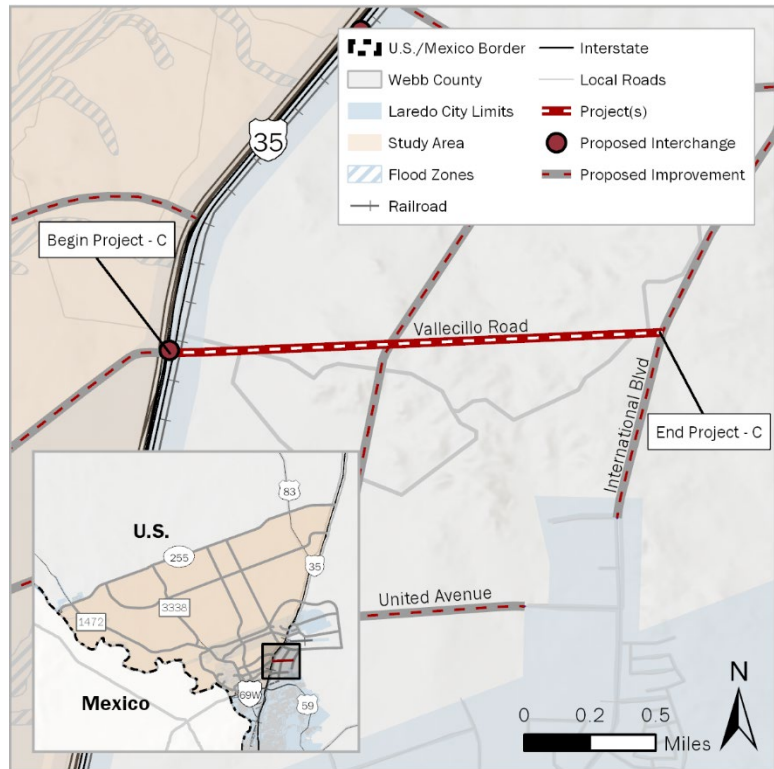 U.S./Mexico Border
Webb County
Laredo City Limits
Study Area
Flood Zones
Railroad
Interstate
Local Roads
Project(s)
Proposed Interchange
Proposed Improvement
35
Begin Project - C
Vallecillo Road
International Blvd
End Project - C
United Avenue
83
U.S.
255
35
3338
1472
Mexico
69W
59
N
0 0.2 0.5
Miles